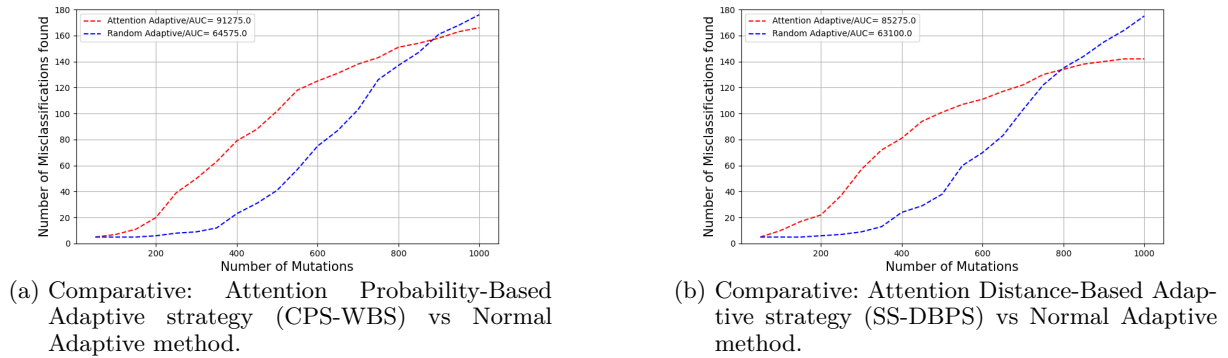 Attention Adaptive/AUC= 91275.0
Random Adaptive/AUC= 64575.0
Number of Misclassifications found
180
160
140
120
100
80
60
40
20
0
200
400
600
800
1000
Number of Mutations
(a) Comparative: Attention Probability-Based
Adaptive strategy (CPS-WBS) vs Normal
Adaptive method.
Attention Adaptive/AUC= 85275.0
Random Adaptive/AUC= 63100.0
Number of Misclassifications found
180
160
140
120
100
80
60
40
20
0
200
400
600
800
1000
Number of Mutations
(b) Comparative: Attention Distance-Based Adap-
tive strategy (SS-DBPS) vs Normal Adaptive
method.